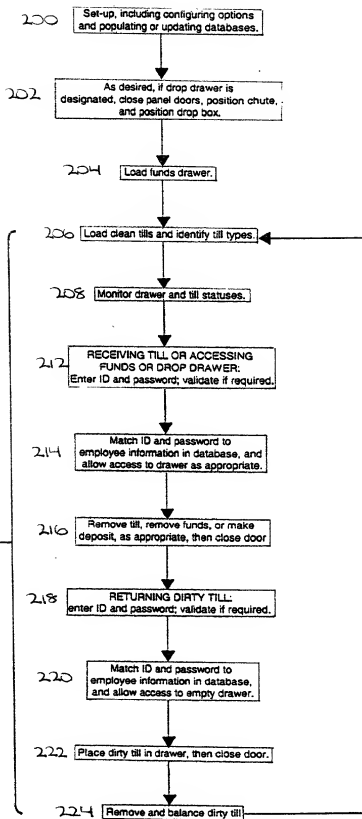 200
Set-up, including configuring options
and populating or updating databases.
202
As desired, if drop drawer is
designated, close panel doors, position chute,
and position drop box.
204
Load funds drawer.
206
Load clean tills and identify till types.
208
Monitor drawer and till statuses.
212
RECEIVING TILL OR ACCESSING
FUNDS OR DROP DRAWER:
Enter ID and password; validate if required.
214
Match ID and password to
employee information in database, and
allow access to drawer as appropriate.
216
Remove till, remove funds, or make
deposit, as appropriate, then close door
218
RETURNING DIRTY TILL:
enter ID and password; validate if required.
220
Match ID and password to
employee information in database,
and allow access to empty drawer.
222
Place dirty till in drawer, then close door.
224
Remove and balance dirty till